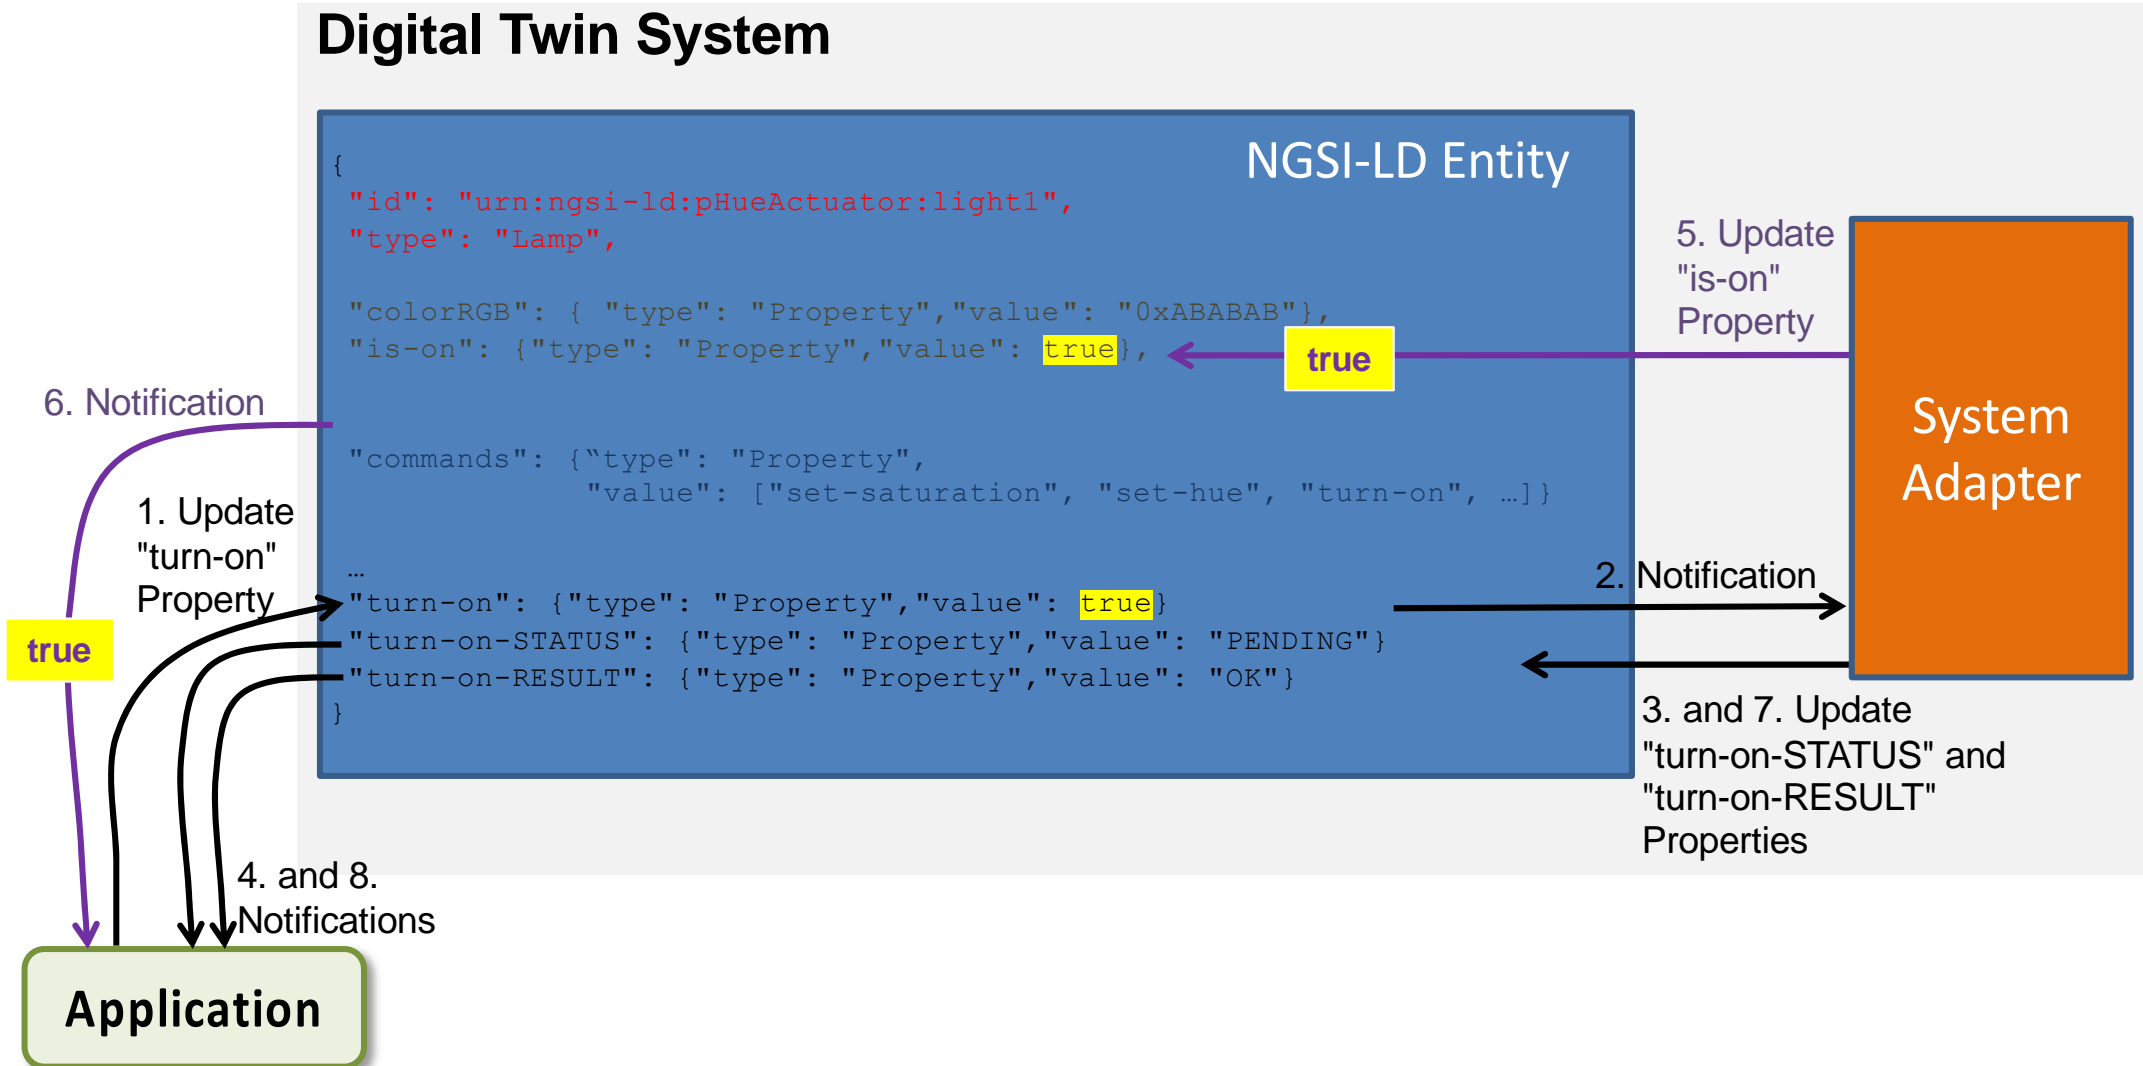 Digital Twin System
NGSI-LD Entity
{
"id": "urn:ngsi-ld:pHueActuator:light1",
"type": "Lamp",
"colorRGB": { "type": "Property","value": "0xABABAB"},
"is-on": {"type": "Property","value": true},
true
5. Update
"is-on"
Property
System
Adapter
6. Notification
"commands": {“type": "Property",
"value": ["set-saturation", "set-hue", "turn-on", …]}
1. Update
"turn-on"
Property
true
…
"turn-on": {"type": "Property","value": true}
"turn-on-STATUS": {"type": "Property","value": "PENDING"}
"turn-on-RESULT": {"type": "Property","value": "OK"}
}
2. Notification
3. and 7. Update
"turn-on-STATUS" and
"turn-on-RESULT"
Properties
4. and 8.
Notifications
Application